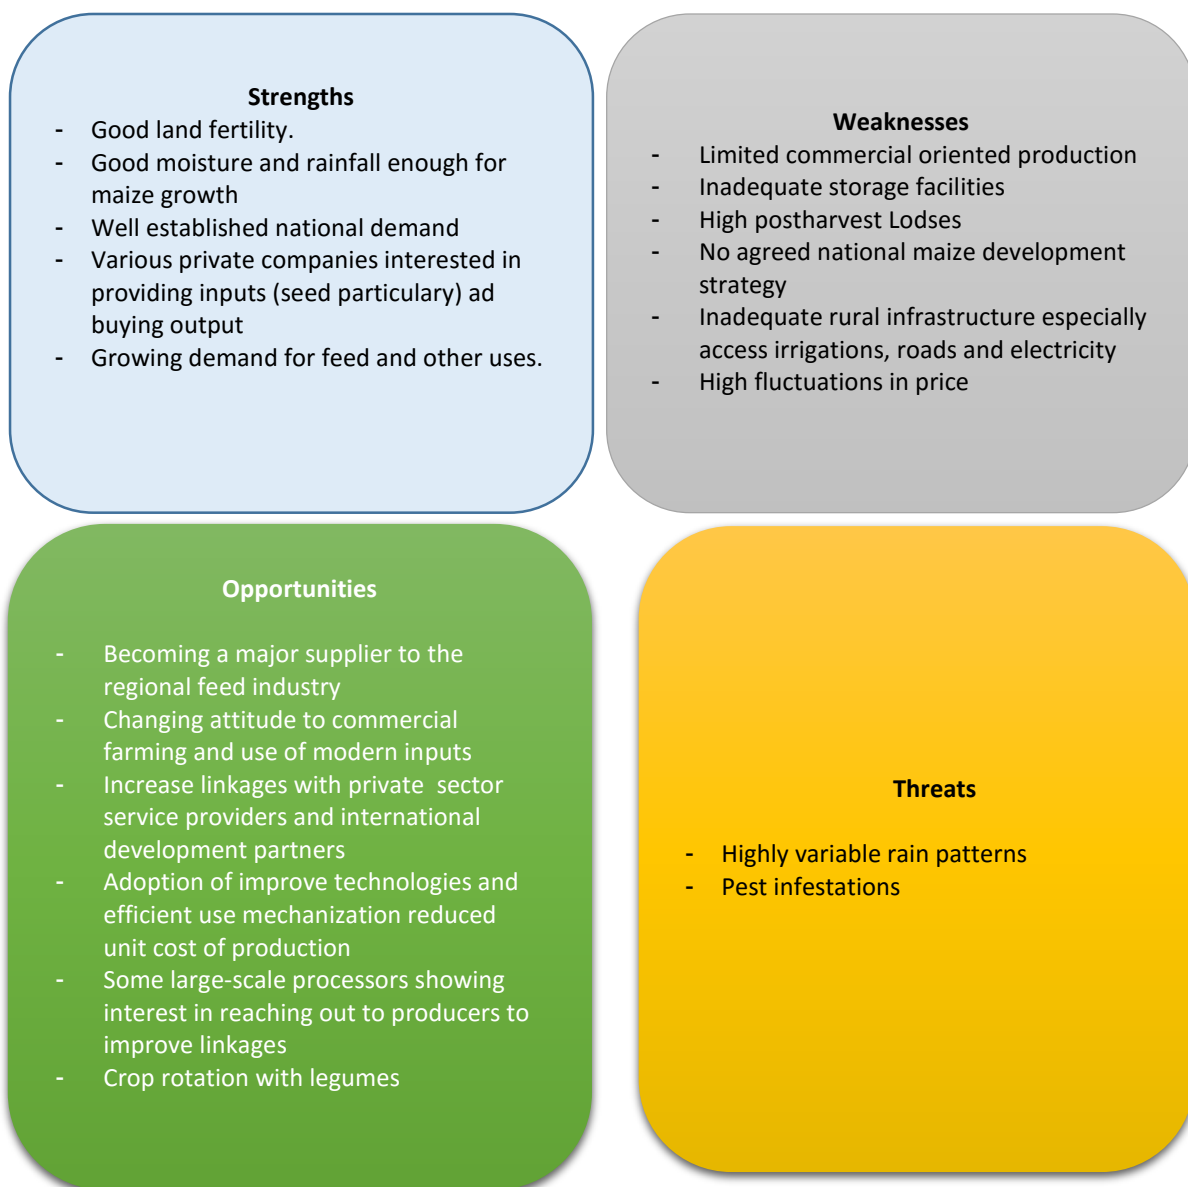 Strengths
- Good land fertility.
- Good moisture and rainfall enough for
maize growth
- Well established national demand
- Various private companies interested in
providing inputs (seed particulary) ad
buying output
- Growing demand for feed and other uses.
Weaknesses
- Limited commercial oriented production
- Inadequate storage facilities
- High postharvest Lodses
- No agreed national maize development
strategy
- Inadequate rural infrastructure especially
access irrigations, roads and electricity
- High fluctuations in price
Opportunities
- Becoming a major supplier to the
regional feed industry
- Changing attitude to commercial
farming and use of modern inputs
- Increase linkages with private sector
service providers and international
development partners
- Adoption of improve technologies and
efficient use mechanization reduced
unit cost of production
- Some large-scale processors showing
interest in reaching out to producers to
improve linkages
- Crop rotation with legumes
Threats
- Highly variable rain patterns
- Pest infestations